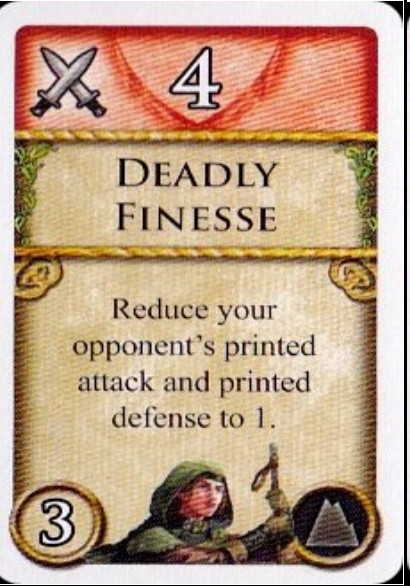 4
DEADLY
FINESSE
Reduce your
opponent's printed
attack and printed
defense to 1.
3